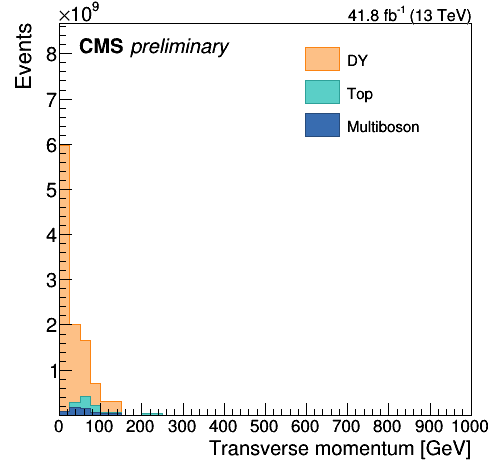 ×10⁹
41.8 fb⁻¹ (13 TeV)
CMS preliminary
Events
8
7
6
5
4
3
2
1
DY
Top
Multiboson
0 100 200 300 400 500 600 700 800 900 1000
Transverse momentum [GeV]